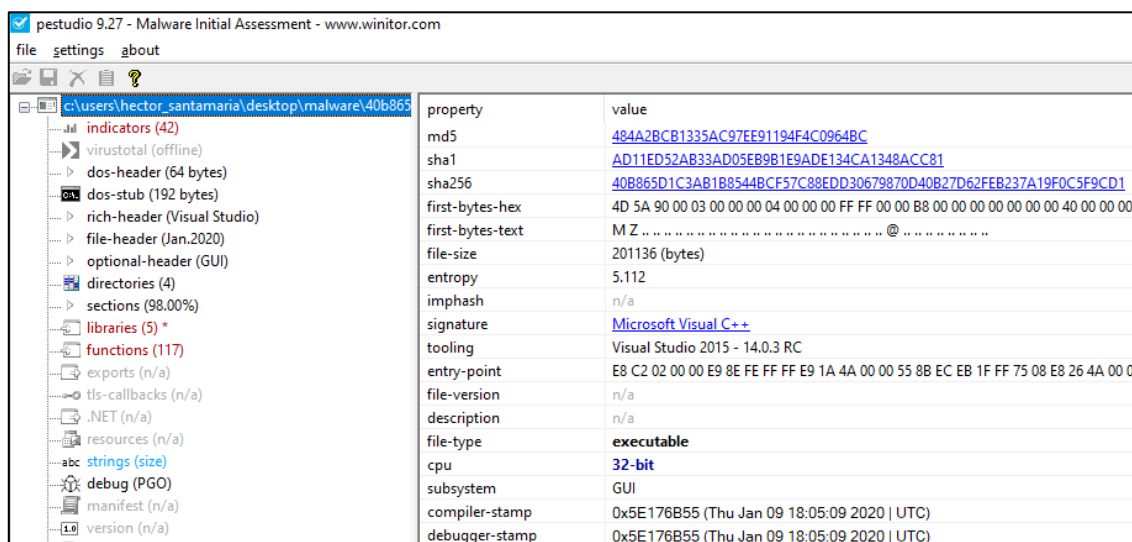 pestudio 9.27 - Malware Initial Assessment - www.winitor.com
file settings about
c:\users\hector_santamaria\desktop\malware\40b865
indicators (42)
virustotal (offline)
dos-header (64 bytes)
dos-stub (192 bytes)
rich-header (Visual Studio)
file-header (Jan.2020)
optional-header (GUI)
directories (4)
sections (98.00%)
libraries (5) *
functions (117)
exports (n/a)
tls-callbacks (n/a)
.NET (n/a)
resources (n/a)
abc strings (size)
debug (PGO)
manifest (n/a)
1.0 version (n/a)
property value
md5 484A2BCB1335AC97EE91194F4C0964BC
sha1 AD11ED52AB33AD05EB9B1E9ADE134CA1348ACC81
sha256 40B865D1C3AB1B8544BCF57C88EDD30679870D40B27D62FEB237A19F0C5F9CD1
first-bytes-hex 4D 5A 90 00 03 00 00 00 04 00 00 00 FF FF 00 00 B8 00 00 00 00 00 00 00 40 00 00 00
first-bytes-text M Z .. .. .. .. .. .. .. .. .. .. .. .. .. .. .. .. .. .. .. .. .. .. @ .. .. .. .. .. .. ..
file-size 201136 (bytes)
entropy 5.112
imphash n/a
signature Microsoft Visual C++
tooling Visual Studio 2015 - 14.0.3 RC
entry-point E8 C2 02 00 00 E9 8E FE FF FF E9 1A 4A 00 00 55 8B EC EB 1F FF 75 08 E8 26 4A 00 0
file-version n/a
description n/a
file-type executable
cpu 32-bit
subsystem GUI
compiler-stamp 0x5E176B55 (Thu Jan 09 18:05:09 2020 | UTC)
debugger-stamp 0x5E176B55 (Thu Jan 09 18:05:09 2020 | UTC)